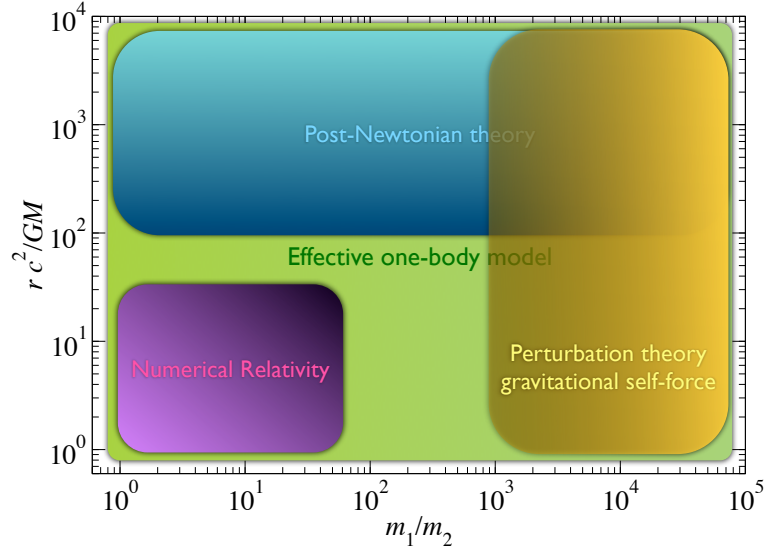 10^4
Post-Newtonian theory
10^3
10^2
Effective one-body model
r c^2/GM
Numerical Relativity
Perturbation theory
gravitational self-force
10^1
10^0
10^0 10^1 10^2 10^3 10^4 10^5
m_1/m_2